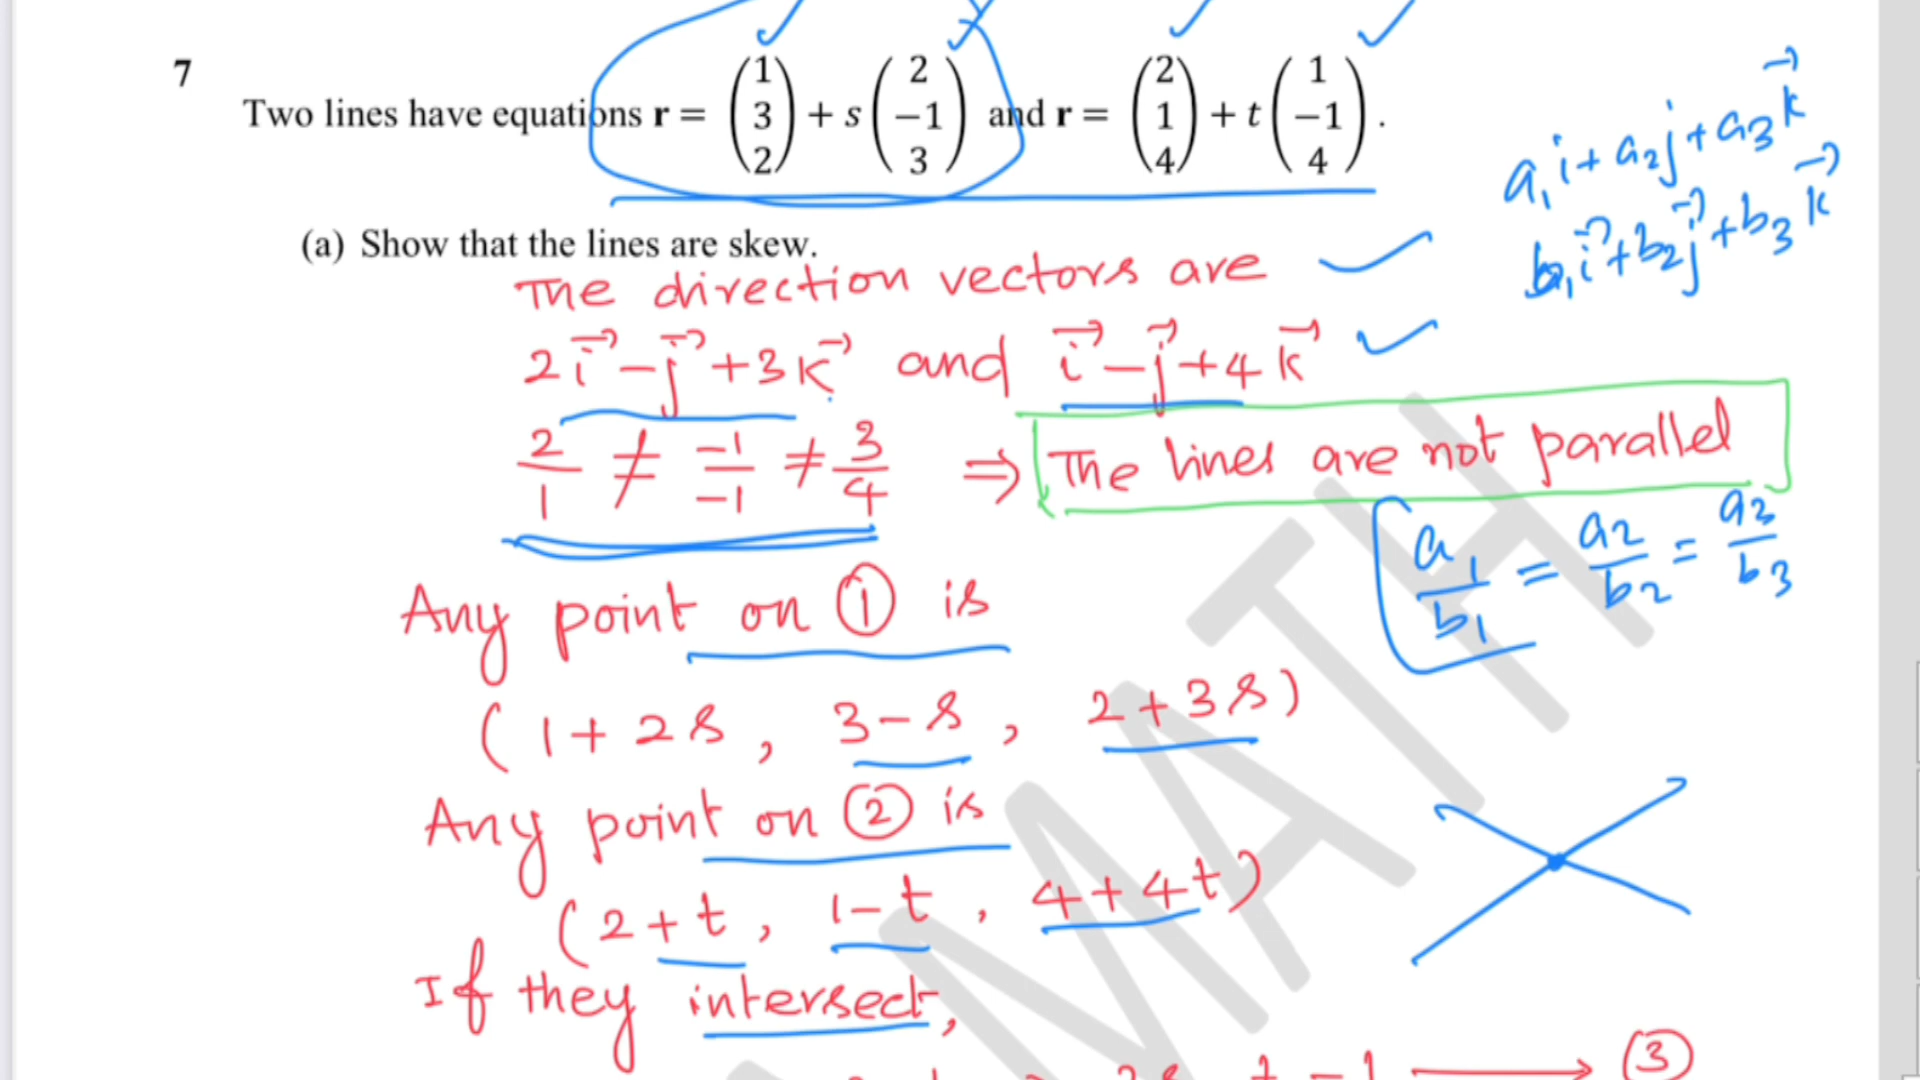 7
Two lines have equations r = (1 3 2) + s (2 −1 3) and r = (2 1 4) + t (1 −1 4).
a₁i + a₂j + a₃k⃗
b₁i⃗ + b₂j⃗ + b₃k⃗
(a) Show that the lines are skew.
The direction vectors are
2i⃗ − j⃗ + 3k⃗ and i⃗ − j⃗ + 4k⃗
2/1 ≠ −1/−1 ≠ 3/4 ⇒ The lines are not parallel
a₁/b₁ = a₂/b₂ = a₃/b₃
Any point on ① is
(1+2s, 3−s, 2+3s)
Any point on ② is
(2+t, 1−t, 4+4t)
If they intersect,
③
MATH